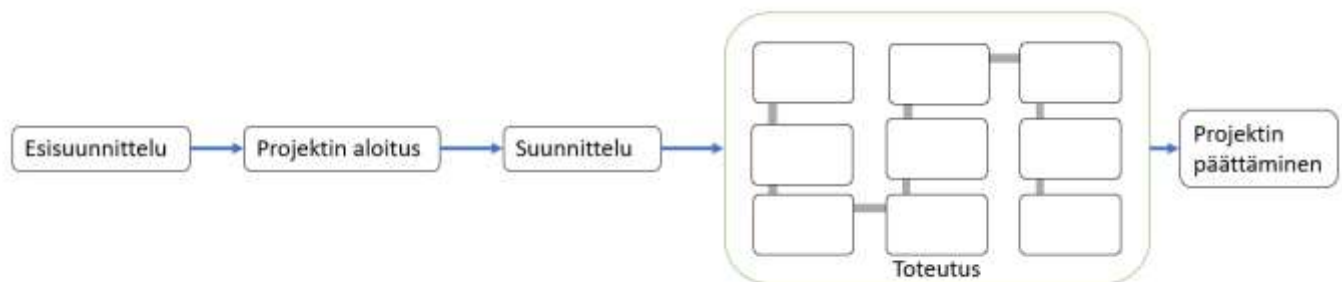 Esisuunnittelu
Projektin aloitus
Suunnittelu
Toteutus
Projektin
päättäminen